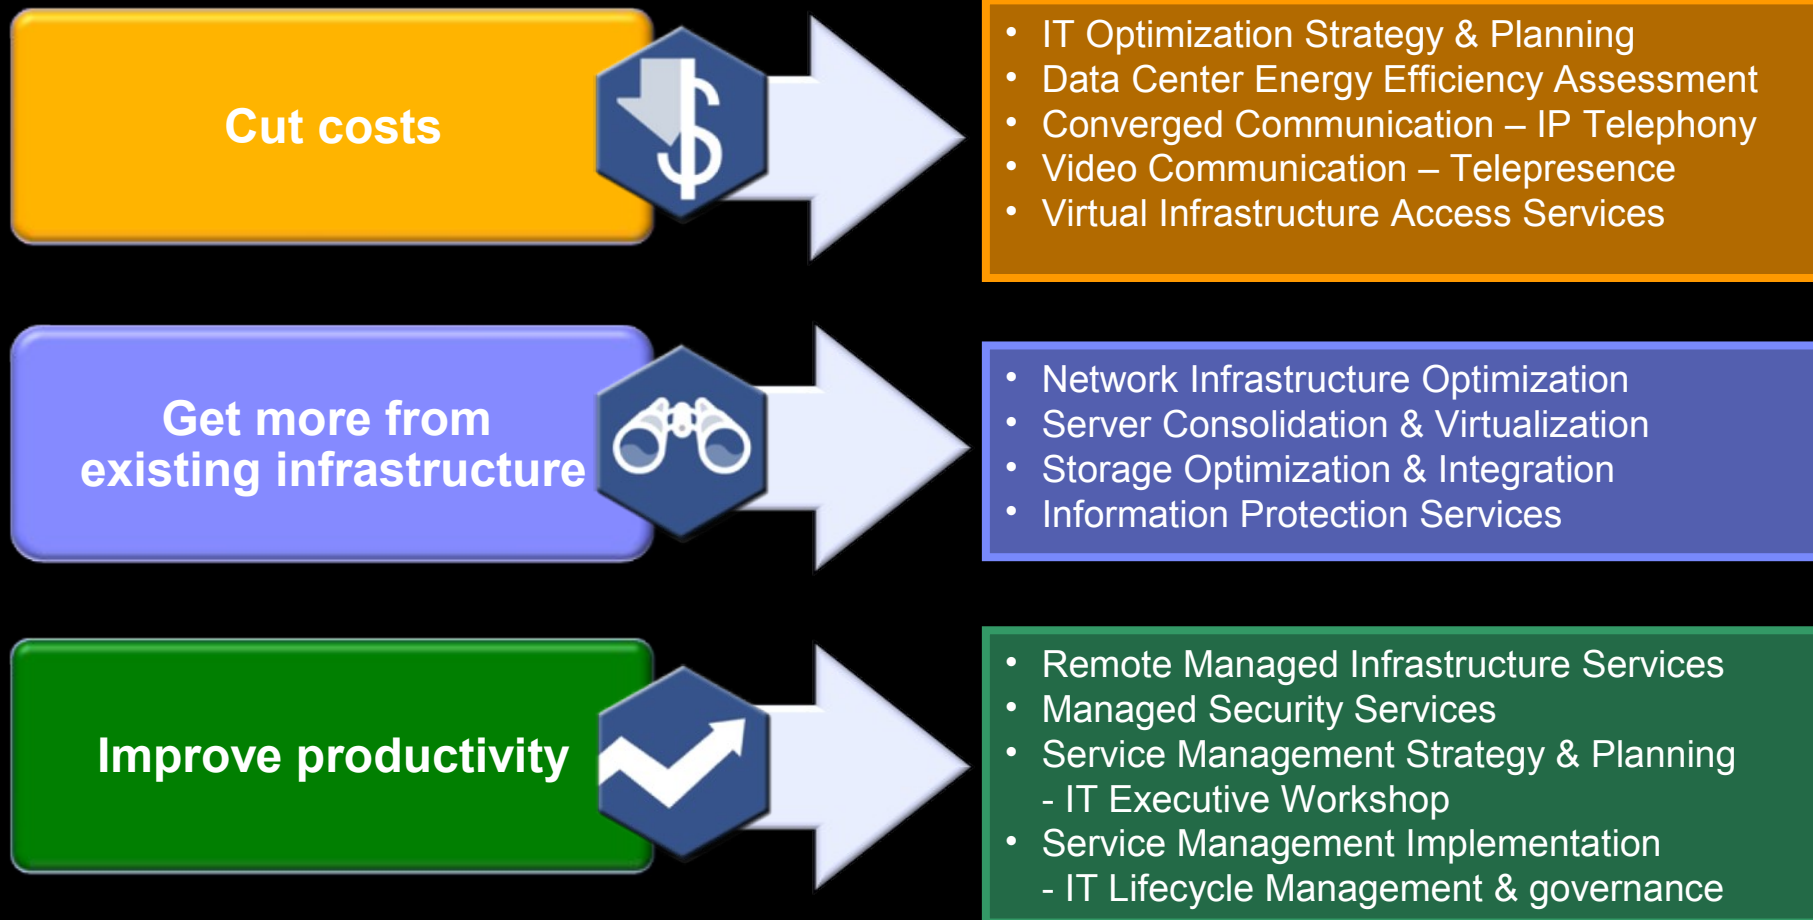 Cut costs
• IT Optimization Strategy & Planning
• Data Center Energy Efficiency Assessment
• Converged Communication – IP Telephony
• Video Communication – Telepresence
• Virtual Infrastructure Access Services
Get more from
existing infrastructure
• Network Infrastructure Optimization
• Server Consolidation & Virtualization
• Storage Optimization & Integration
• Information Protection Services
Improve productivity
• Remote Managed Infrastructure Services
• Managed Security Services
• Service Management Strategy & Planning
- IT Executive Workshop
• Service Management Implementation
- IT Lifecycle Management & governance